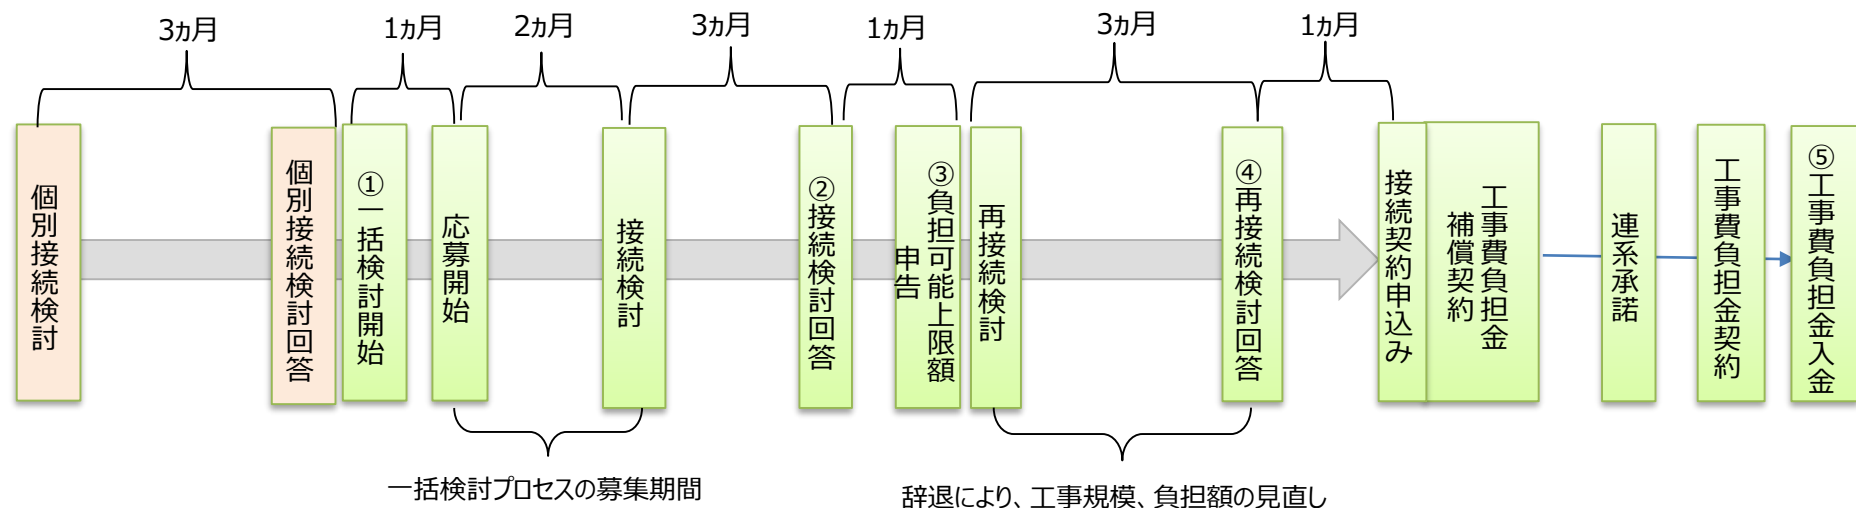 3ヵ月
1ヵ月
2ヵ月
3ヵ月
1ヵ月
3ヵ月
1ヵ月
個別接続検討
個別接続検討回答
①一括検討開始
応募開始
接続検討
②接続検討回答
③負担可能上限額
申告
再接続検討
④再接続検討回答
接続契約申込み
工事費負担金
補償契約
連系承諾
工事費負担金契約
⑤工事費負担金入金
一括検討プロセスの募集期間
辞退により、工事規模、負担額の見直し